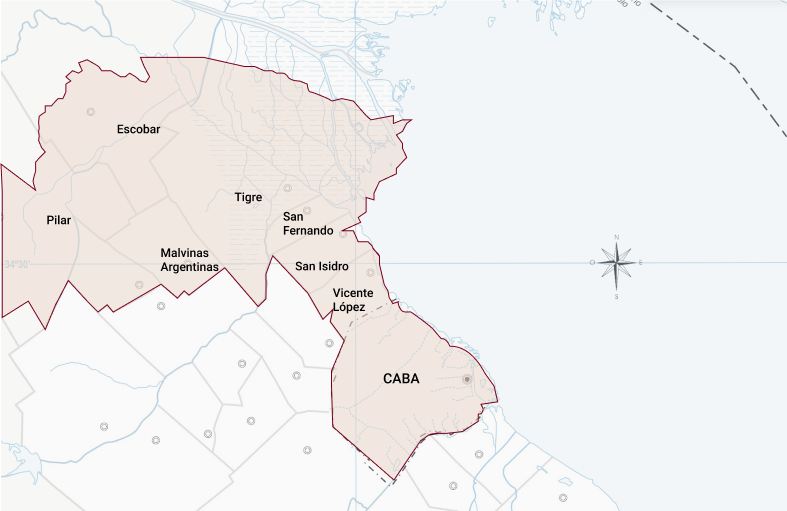 Escobar
Tigre
Pilar
San
Fernando
N
O
E
S
Malvinas
Argentinas
34°30'
San Isidro
Vicente
López
CABA